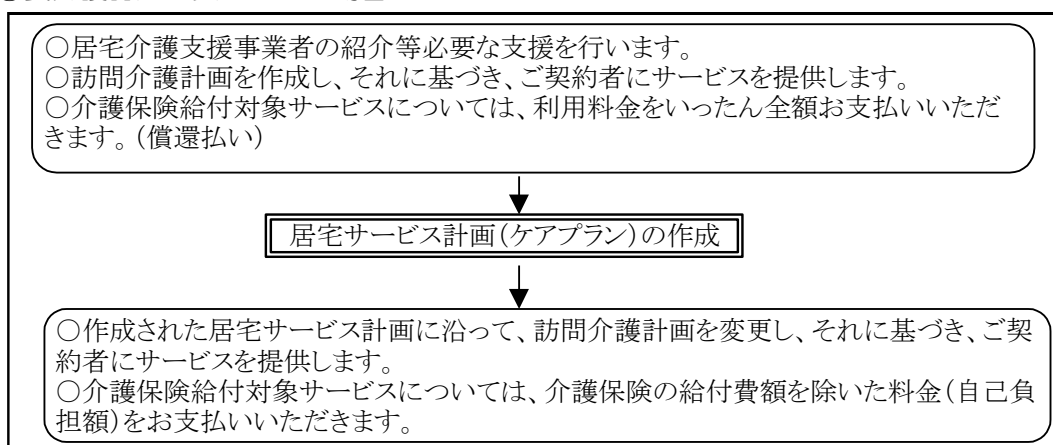 ○居宅介護支援事業者の紹介等必要な支援を行います。
○訪問介護計画を作成し、それに基づき、ご契約者にサービスを提供します。
○介護保険給付対象サービスについては、利用料金をいったん全額お支払いいただ
きます。（償還払い）
居宅サービス計画（ケアプラン）の作成
○作成された居宅サービス計画に沿って、訪問介護計画を変更し、それに基づき、ご契
約者にサービスを提供します。
○介護保険給付対象サービスについては、介護保険の給付費額を除いた料金（自己負
担額）をお支払いいただきます。